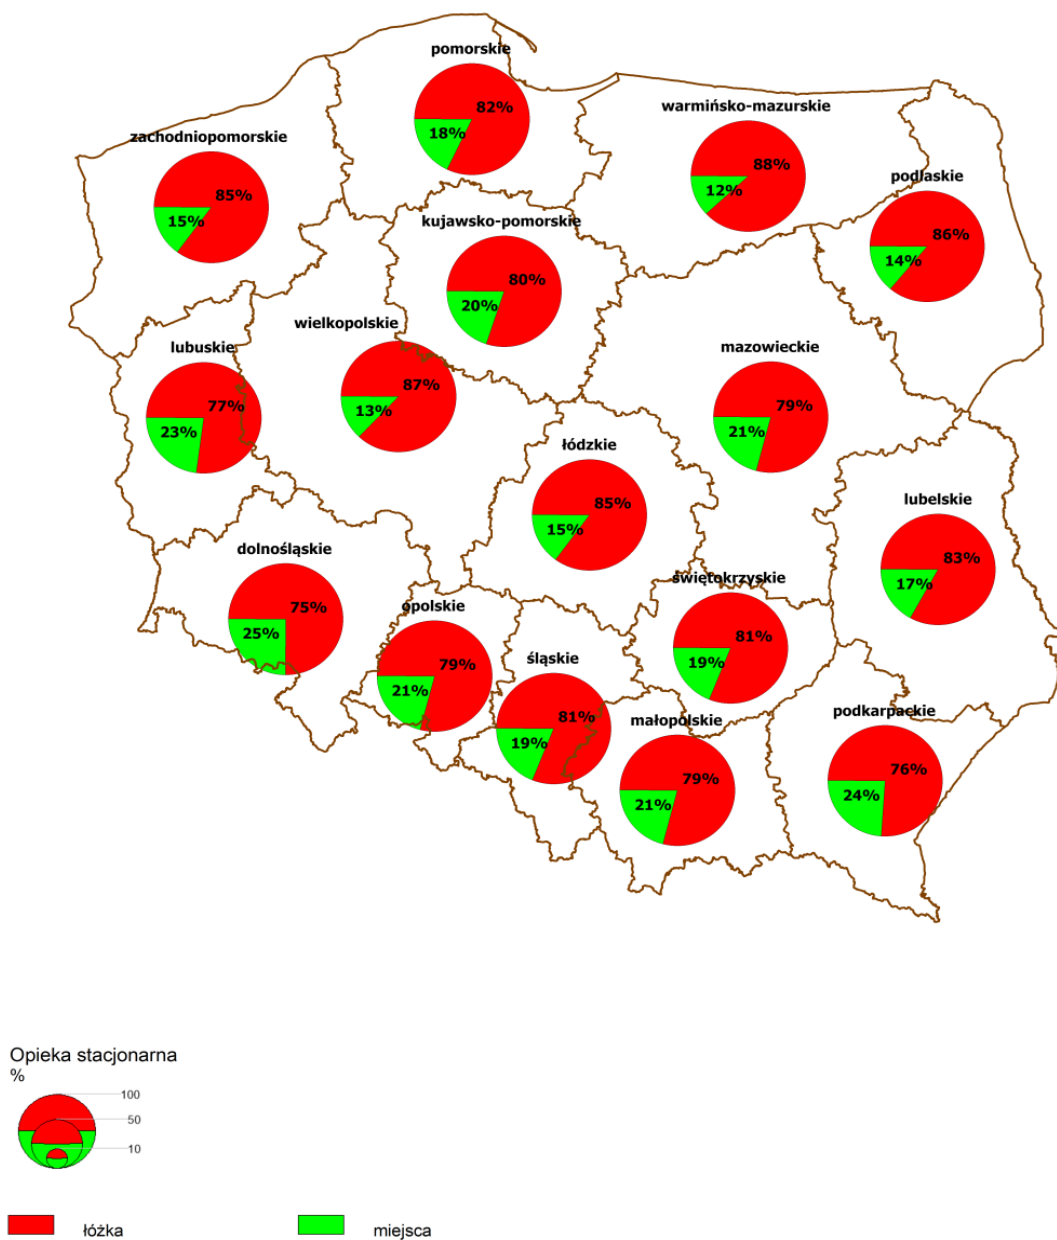 pomorskie
82%
18%
warmińsko-mazurskie
88%
12%
zachodniopomorskie
85%
15%
podlaskie
86%
14%
kujawsko-pomorskie
80%
20%
wielkopolskie
87%
13%
lubuskie
77%
23%
mazowieckie
79%
21%
łódzkie
85%
15%
lubelskie
83%
17%
dolnośląskie
75%
25%
opolskie
79%
21%
świętokrzyskie
81%
19%
śląskie
81%
19%
małopolskie
79%
21%
podkarpackie
76%
24%
Opieka stacjonarna
%
100
50
10
łóżka
miejsca